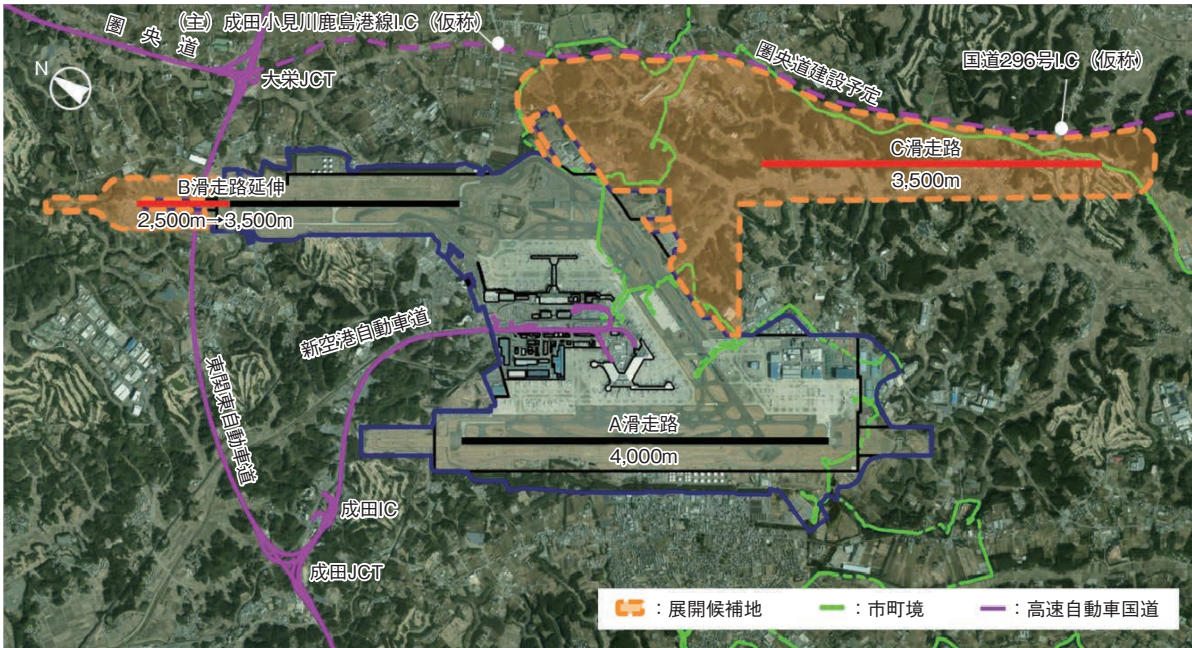 圏央道
(主)成田小見川鹿島港線I.C(仮称)
N
大栄JCT
圏央道建設予定
国道296号I.C(仮称)
C滑走路
3,500m
B滑走路延伸
2,500m→3,500m
新空港自動車道
東関東自動車道
A滑走路
4,000m
成田IC
成田JCT
:展開候補地
:市町境
:高速自動車国道